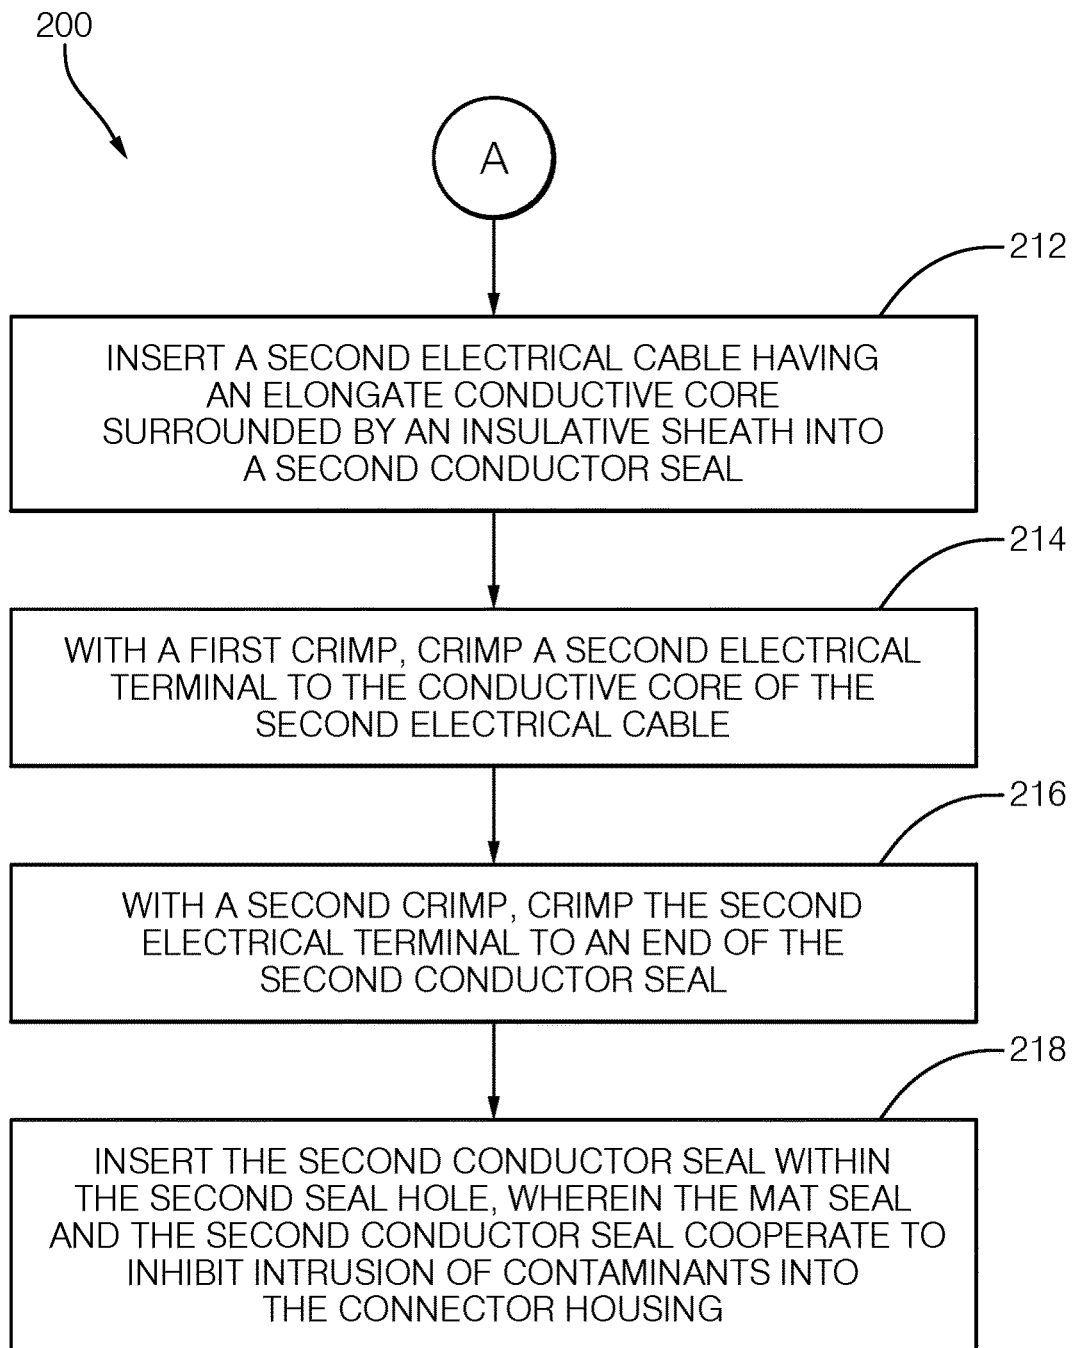 200
A
212
INSERT A SECOND ELECTRICAL CABLE HAVING
AN ELONGATE CONDUCTIVE CORE
SURROUNDED BY AN INSULATIVE SHEATH INTO
A SECOND CONDUCTOR SEAL
214
WITH A FIRST CRIMP, CRIMP A SECOND ELECTRICAL
TERMINAL TO THE CONDUCTIVE CORE OF THE
SECOND ELECTRICAL CABLE
216
WITH A SECOND CRIMP, CRIMP THE SECOND
ELECTRICAL TERMINAL TO AN END OF THE
SECOND CONDUCTOR SEAL
218
INSERT THE SECOND CONDUCTOR SEAL WITHIN
THE SECOND SEAL HOLE, WHEREIN THE MAT SEAL
AND THE SECOND CONDUCTOR SEAL COOPERATE TO
INHIBIT INTRUSION OF CONTAMINANTS INTO
THE CONNECTOR HOUSING